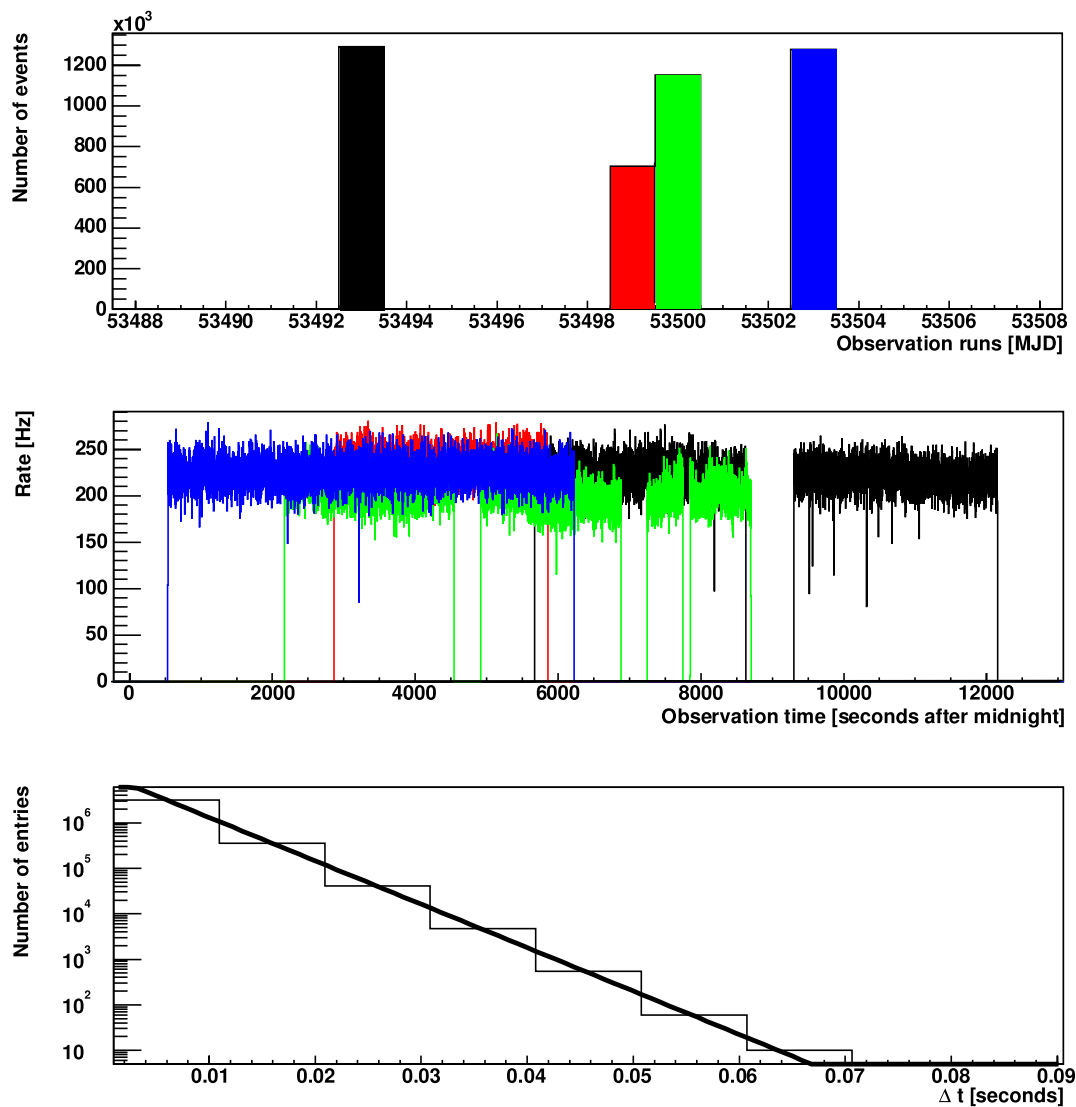 x10³
Number of events
1200
1000
800
600
400
200
0
53488 53490 53492 53494 53496 53498 53500 53502 53504 53506 53508
Observation runs [MJD]
Rate [Hz]
250
200
150
100
50
0
0 2000 4000 6000 8000 10000 12000
Observation time [seconds after midnight]
Number of entries
10⁶
10⁵
10⁴
10³
10²
10
0.01 0.02 0.03 0.04 0.05 0.06 0.07 0.08 0.09
Δ t [seconds]